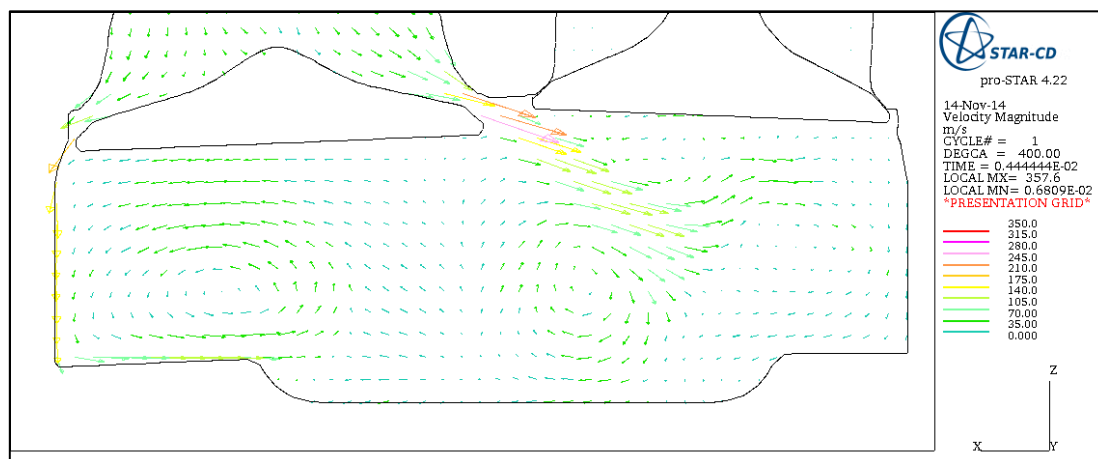 STAR-CD
pro-STAR 4.22
14-Nov-14
Velocity Magnitude
m/s
CYCLE# = 1
DEGCA = 400.00
TIME = 0.444444E-02
LOCAL MX= 357.6
LOCAL MN= 0.6809E-02
*PRESENTATION GRID*
350.0
315.0
280.0
245.0
210.0
175.0
140.0
105.0
70.00
35.00
0.000
Z
X
Y